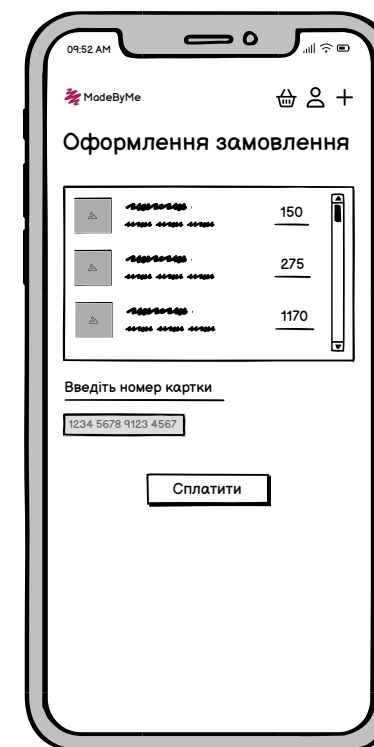 09:52 AM
MadeByMe
Оформлення замовлення
150
275
1170
Введіть номер картки
1234 5678 9123 4567
Сплатити